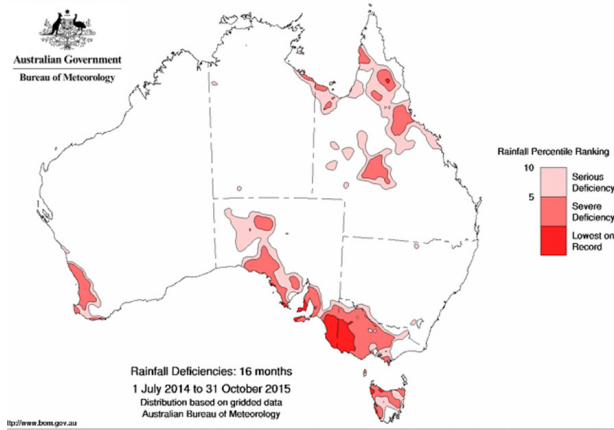 Australian Government
Bureau of Meteorology
Rainfall Percentile Ranking
10
Serious
Deficiency
5
Severe
Deficiency
Lowest on
Record
Rainfall Deficiencies: 16 months
1 July 2014 to 31 October 2015
Distribution based on gridded data
Australian Bureau of Meteorology
ttp://www.bom.gov.au